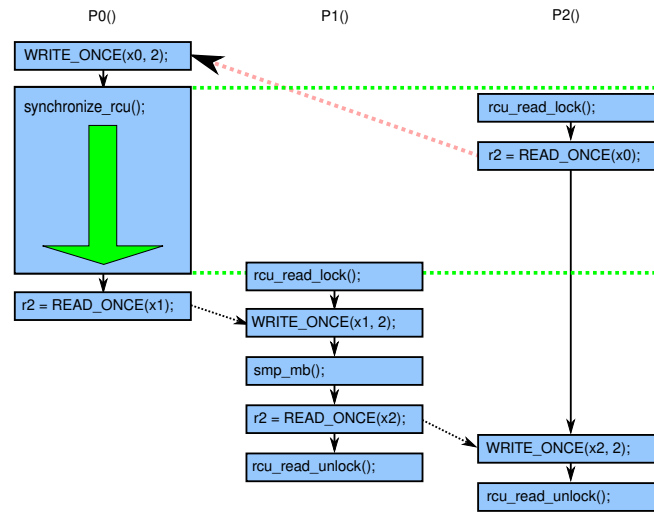 P0()
P1()
P2()
WRITE_ONCE(x0, 2);
synchronize_rcu();
rcu_read_lock();
r2 = READ_ONCE(x0);
rcu_read_lock();
r2 = READ_ONCE(x1);
WRITE_ONCE(x1, 2);
smp_mb();
r2 = READ_ONCE(x2);
WRITE_ONCE(x2, 2);
rcu_read_unlock();
rcu_read_unlock();